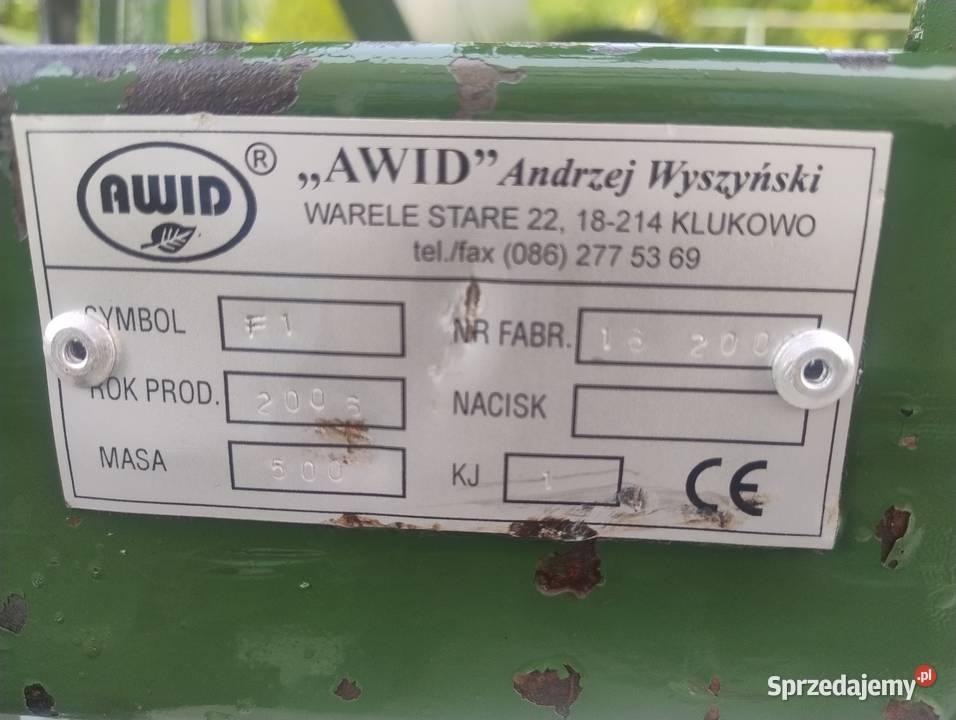 AWID ®
„AWID” Andrzej Wyszyński
WARELE STARE 22, 18-214 KLUKOWO
tel./fax (086) 277 53 69
SYMBOL F1
NR FABR. 200
ROK PROD.
NACISK
MASA 500
KJ 1
CE
Sprzedajemy.pl